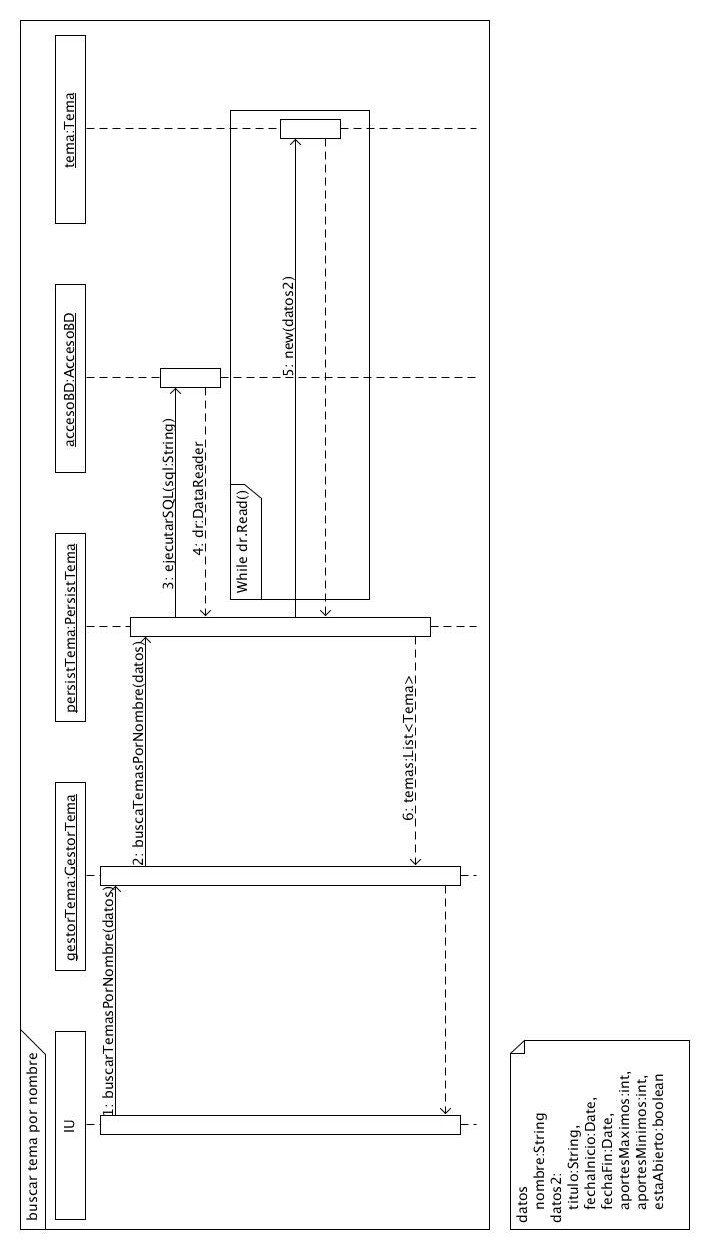 buscar tema por nombre
IU
gestorTema:GestorTema
persistTema:PersistTema
accesoBD:AccesoBD
tema:Tema
1: buscarTemasPorNombre(datos)
2: buscaTemasPorNombre(datos)
3: ejecutarSQL(sql:String)
4: dr:DataReader
While dr.Read()
5: new(datos2)
6: temas:List<Tema>
datos
nombre:String
datos2:
titulo:String,
fechaInicio:Date,
fechaFin:Date,
aportesMaximos:int,
aportesMinimos:int,
estaAbierto:boolean